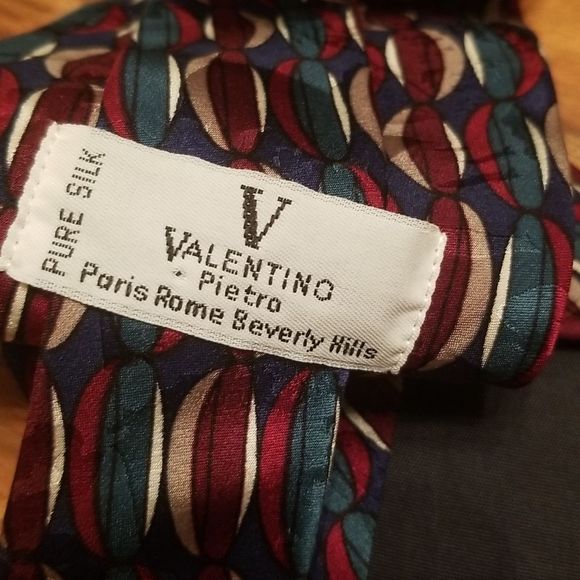 PURE SILK
V
VALENTINO
Pietro
Paris Rome Beverly Hills